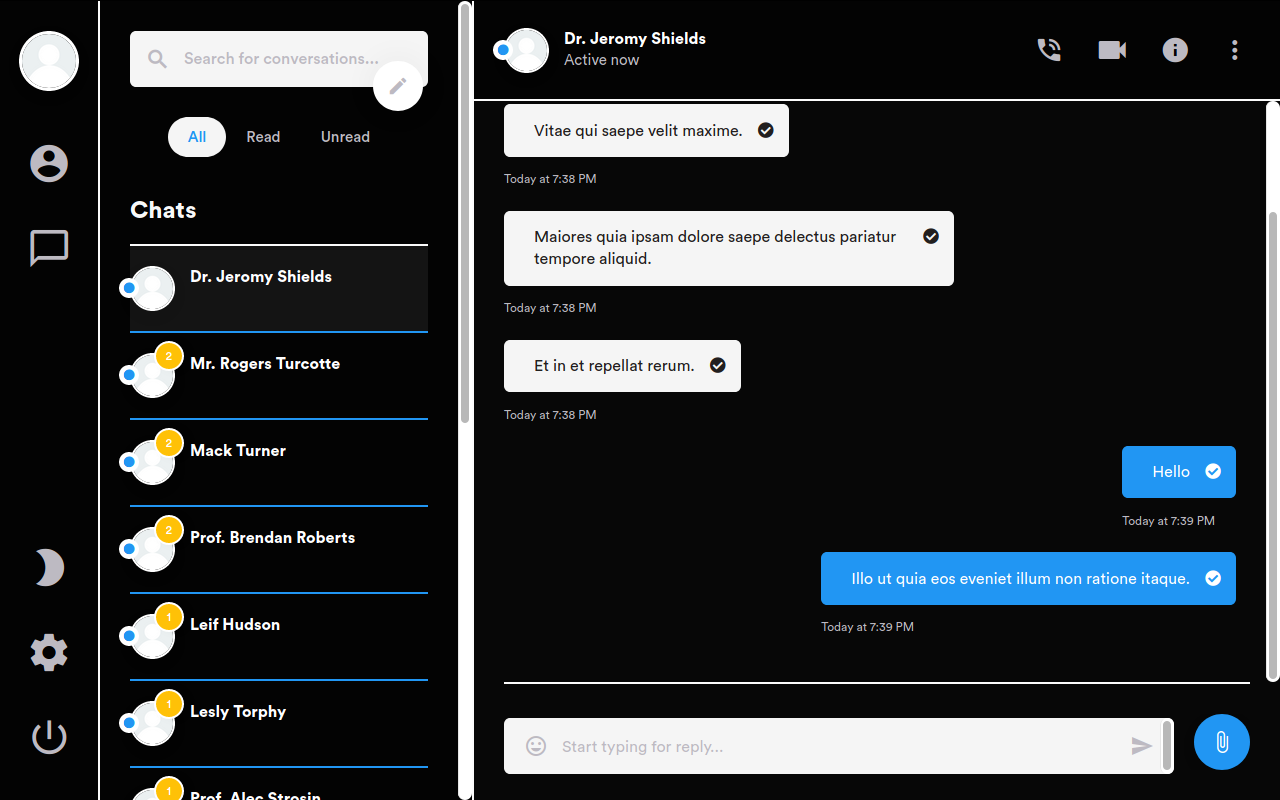 Search for conversations...
All
Read
Unread
Chats
Dr. Jeromy Shields
2
Mr. Rogers Turcotte
2
Mack Turner
2
Prof. Brendan Roberts
1
Leif Hudson
1
Lesly Torphy
1
Prof. Alec Strosin
Dr. Jeromy Shields
Active now
Vitae qui saepe velit maxime.
Today at 7:38 PM
Maiores quia ipsam dolore saepe delectus pariatur
tempore aliquid.
Today at 7:38 PM
Et in et repellat rerum.
Today at 7:38 PM
Hello
Today at 7:39 PM
Illo ut quia eos eveniet illum non ratione itaque.
Today at 7:39 PM
Start typing for reply...